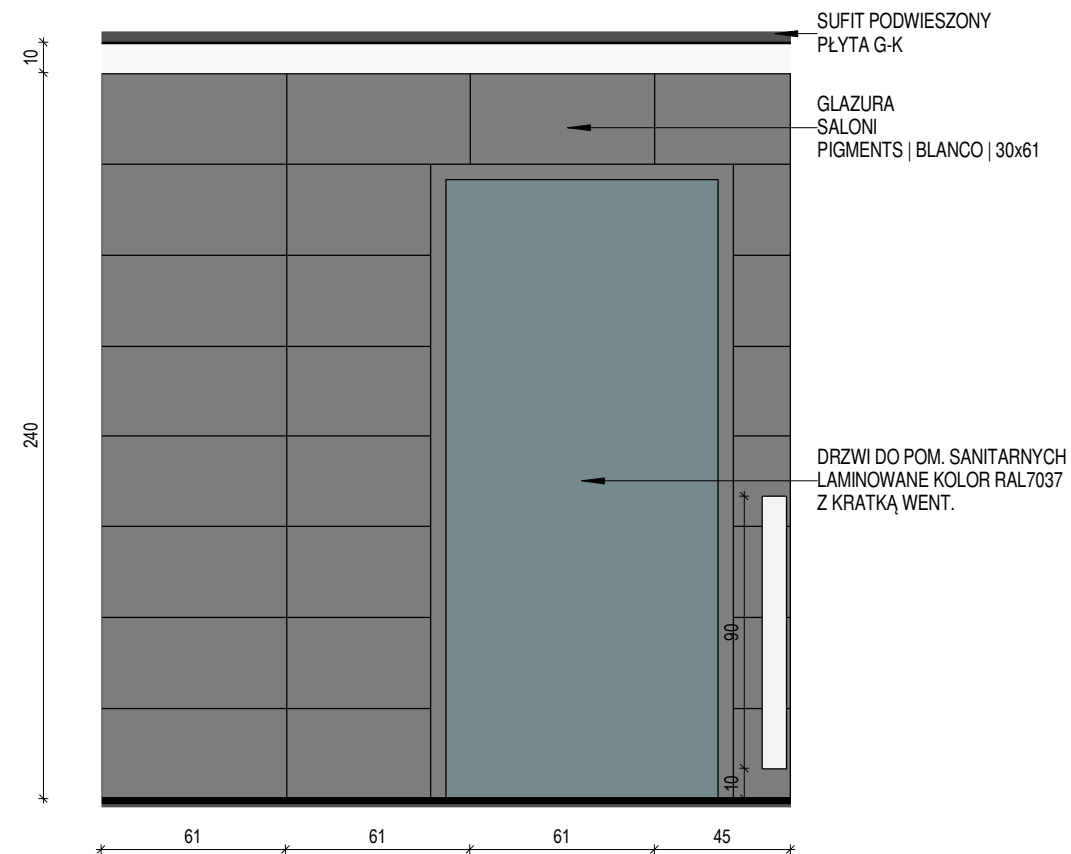 SUFIT PODWIESZONY
PŁYTA G-K
10
GLAZURA
SALONI
PIGMENTS | BLANCO | 30x61
240
DRZWI DO POM. SANITARNYCH
LAMINOWANE KOLOR RAL7037
Z KRATKĄ WENT.
90
10
61 61 61 45